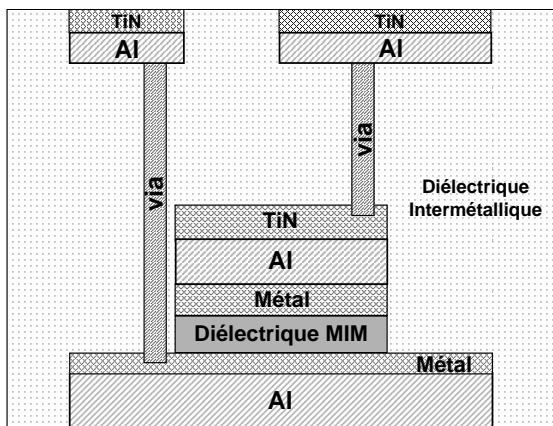 TiN
TiN
Al
Al
via
via
Diélectrique
Intermétallique
TiN
Al
Métal
Diélectrique MIM
Métal
Al